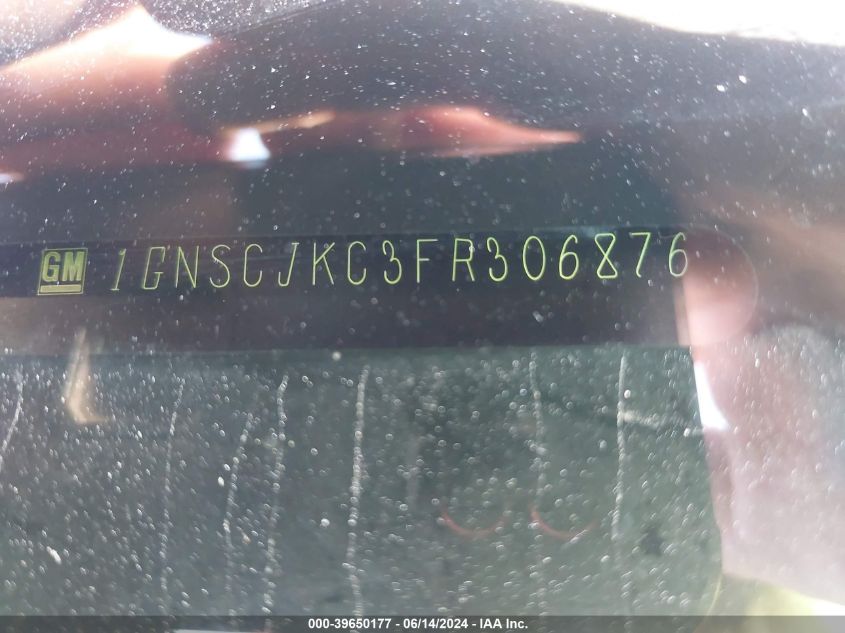 GM 1GNSCJKC3FR306876
000-39650177 - 06/14/2024 - IAA Inc.